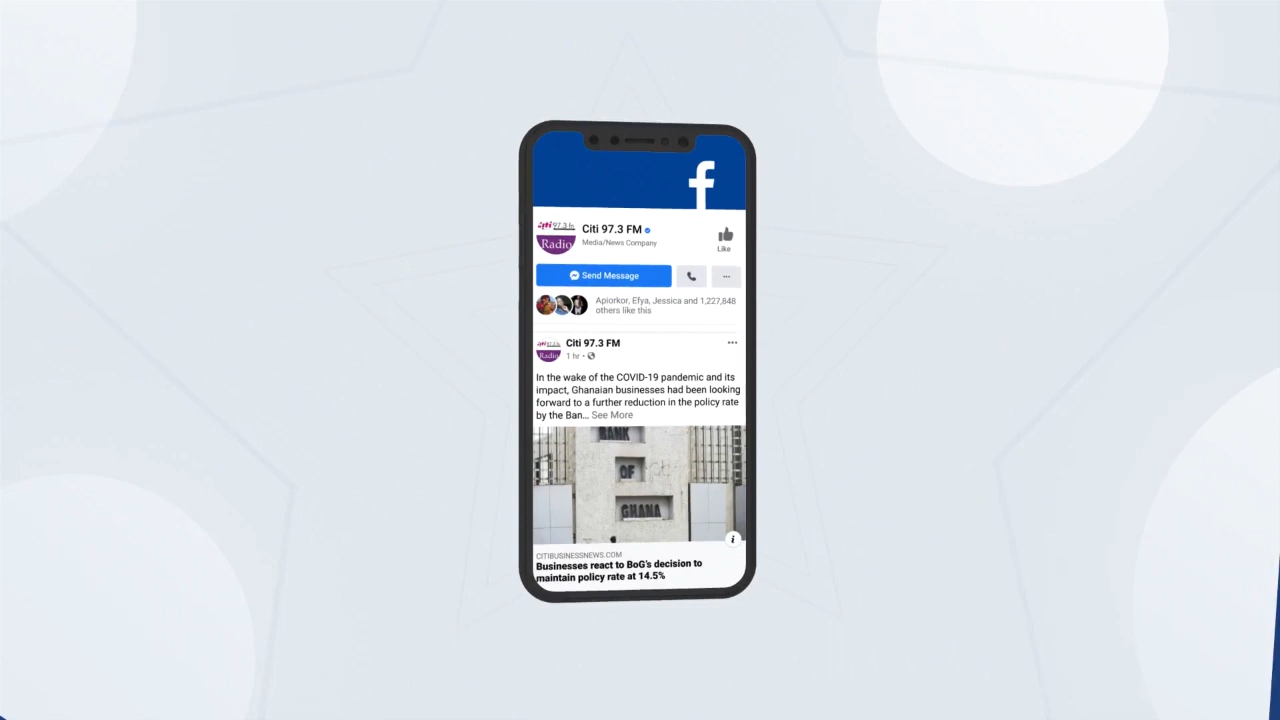 f
citi 97.3 fm
Radio
Citi 97.3 FM
Media/News Company
Like
Send Message
Apiorkor, Efya, Jessica and 1,227,848
others like this
Citi 97.3 FM
Radio
1 hr
In the wake of the COVID-19 pandemic and its
impact, Ghanaian businesses had been looking
forward to a further reduction in the policy rate
by the Ban... See More
BANK
OF
GHANA
i
CITIBUSINESSNEWS.COM
Businesses react to BoG's decision to
maintain policy rate at 14.5%